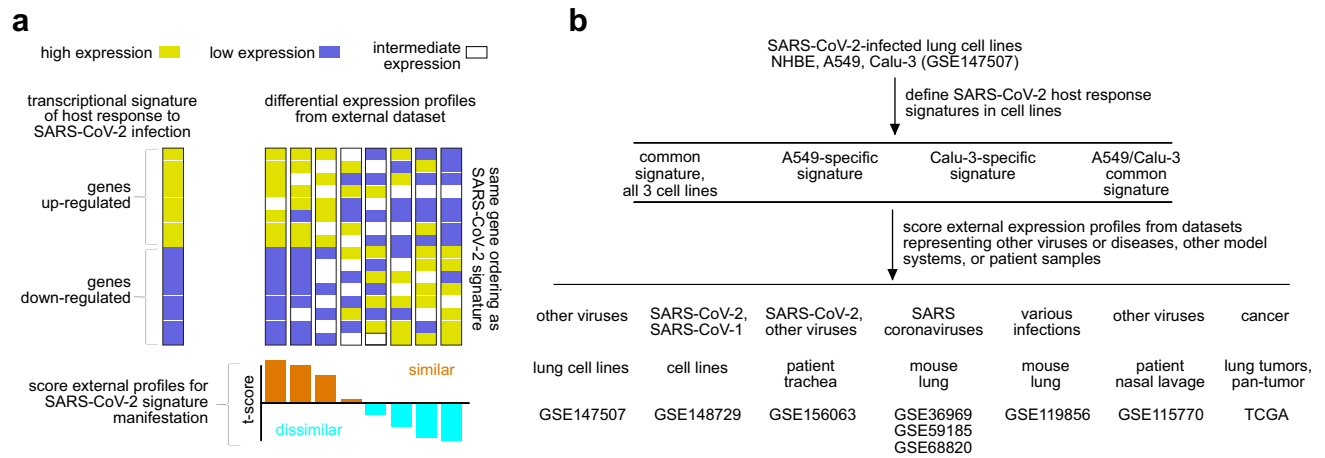 a
high expression
low expression
intermediate
expression
transcriptional signature
of host response to
SARS-CoV-2 infection
differential expression profiles
from external dataset
genes
up-regulated
genes
down-regulated
same gene ordering as
SARS-CoV-2 signature
score external profiles for
SARS-CoV-2 signature
manifestation
t-score
similar
dissimilar
b
SARS-CoV-2-infected lung cell lines
NHBE, A549, Calu-3 (GSE147507)
define SARS-CoV-2 host response
signatures in cell lines
common
signature,
all 3 cell lines
A549-specific
signature
Calu-3-specific
signature
A549/Calu-3
common
signature
score external expression profiles from datasets
representing other viruses or diseases, other model
systems, or patient samples
other viruses
SARS-CoV-2,
SARS-CoV-1
SARS-CoV-2,
other viruses
SARS
coronaviruses
various
infections
other viruses
cancer
lung cell lines
cell lines
patient
trachea
mouse
lung
mouse
lung
patient
nasal lavage
lung tumors,
pan-tumor
GSE147507
GSE148729
GSE156063
GSE36969
GSE59185
GSE68820
GSE119856
GSE115770
TCGA